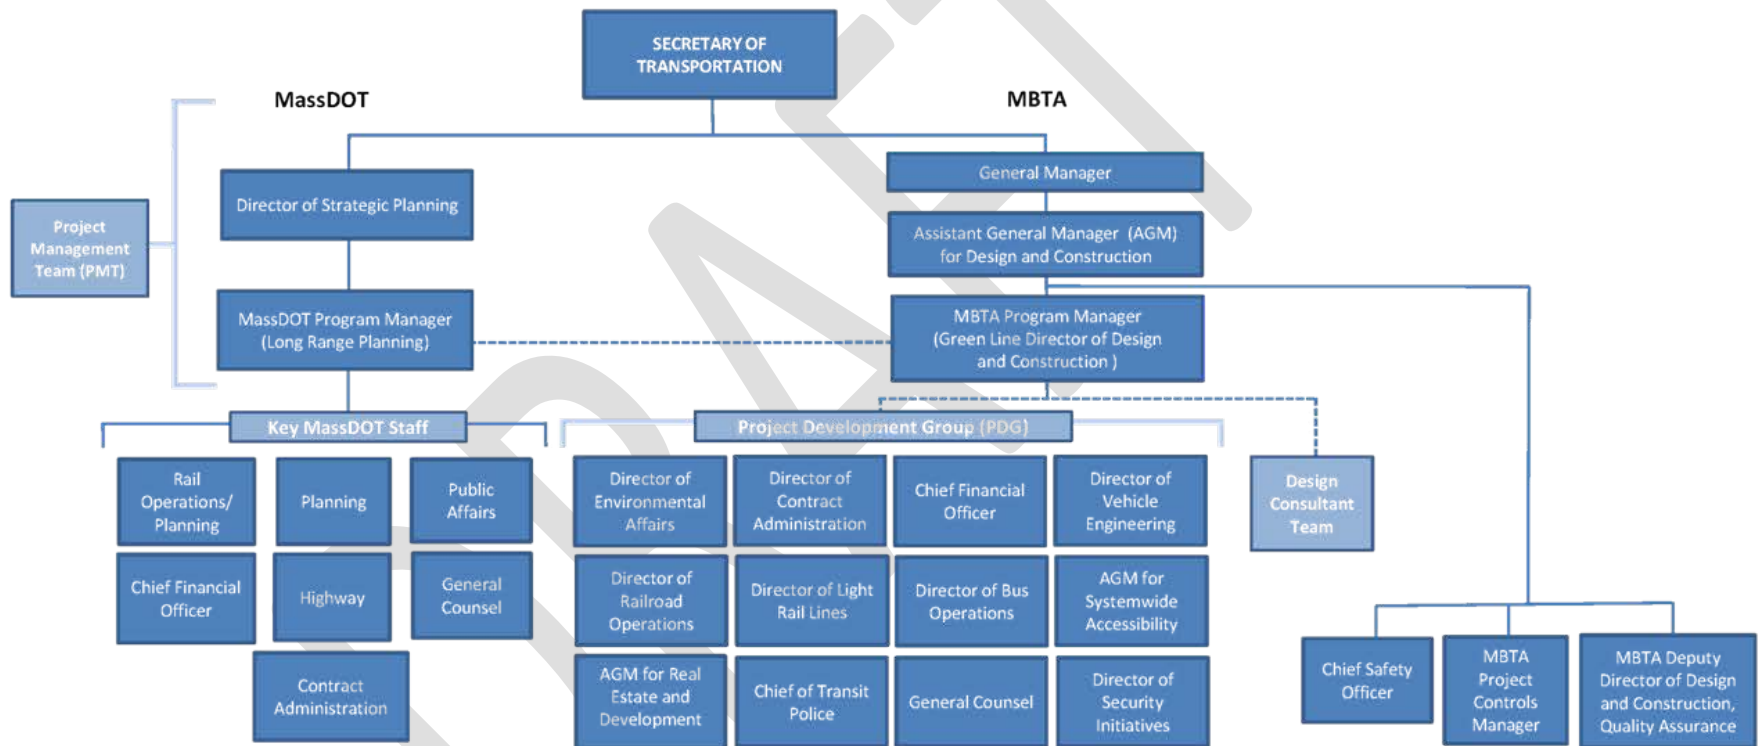 SECRETARY OF
TRANSPORTATION
MassDOT
MBTA
General Manager
Director of Strategic Planning
Assistant General Manager (AGM)
for Design and Construction
Project
Management
Team (PMT)
MassDOT Program Manager
(Long Range Planning)
MBTA Program Manager
(Green Line Director of Design
and Construction )
Key MassDOT Staff
Project Development Group (PDG)
Rail
Operations/
Planning
Planning
Public
Affairs
Chief Financial
Officer
Highway
General
Counsel
Contract
Administration
Director of
Environmental
Affairs
Director of
Contract
Administration
Chief Financial
Officer
Director of
Vehicle
Engineering
Director of
Railroad
Operations
Director of Light
Rail Lines
Director of Bus
Operations
AGM for
Systemwide
Accessibility
AGM for Real
Estate and
Development
Chief of Transit
Police
General Counsel
Director of
Security
Initiatives
Design
Consultant
Team
Chief Safety
Officer
MBTA
Project
Controls
Manager
MBTA Deputy
Director of Design
and Construction,
Quality Assurance
DRAFT